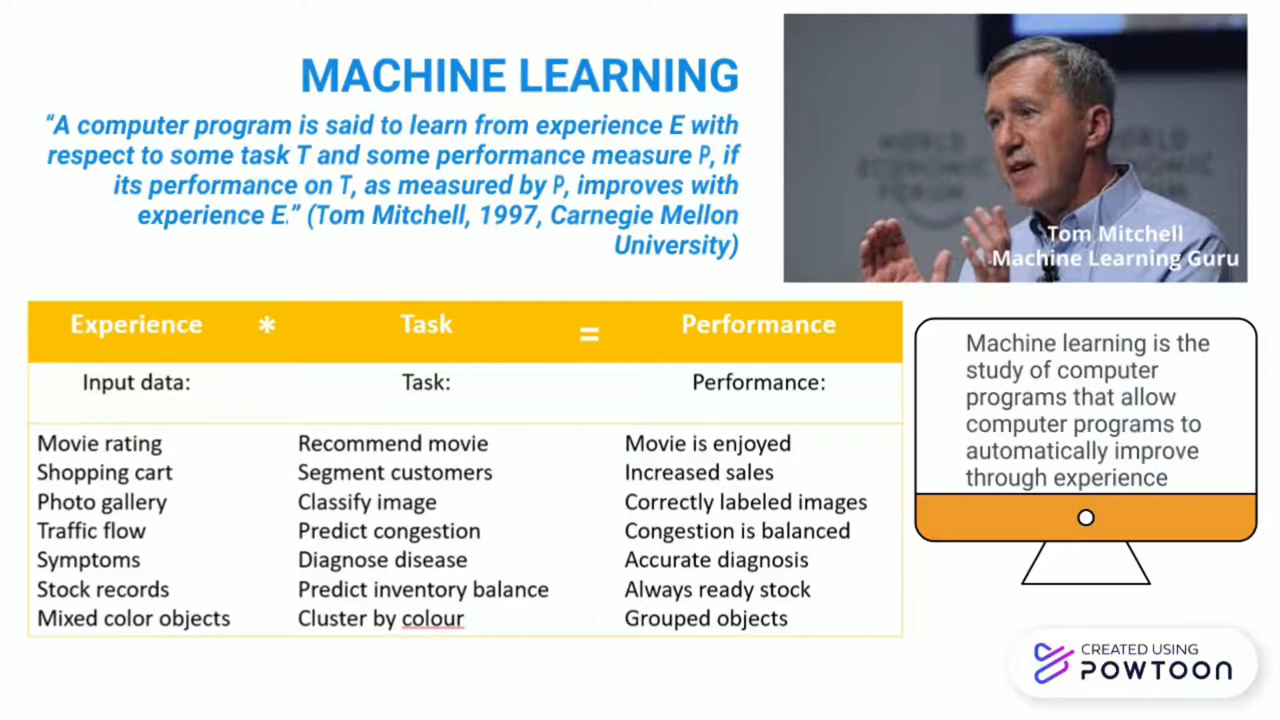 MACHINE LEARNING
“A computer program is said to learn from experience E with
respect to some task T and some performance measure P, if
its performance on T, as measured by P, improves with
experience E.” (Tom Mitchell, 1997, Carnegie Mellon
University)
WORLD
ECONOMIC
FORUM
Tom Mitchell
Machine Learning Guru
Experience * Task = Performance
Input data: Task: Performance:
Movie rating Recommend movie Movie is enjoyed
Shopping cart Segment customers Increased sales
Photo gallery Classify image Correctly labeled images
Traffic flow Predict congestion Congestion is balanced
Symptoms Diagnose disease Accurate diagnosis
Stock records Predict inventory balance Always ready stock
Mixed color objects Cluster by colour Grouped objects
Machine learning is the
study of computer
programs that allow
computer programs to
automatically improve
through experience
CREATED USING
POWTOON